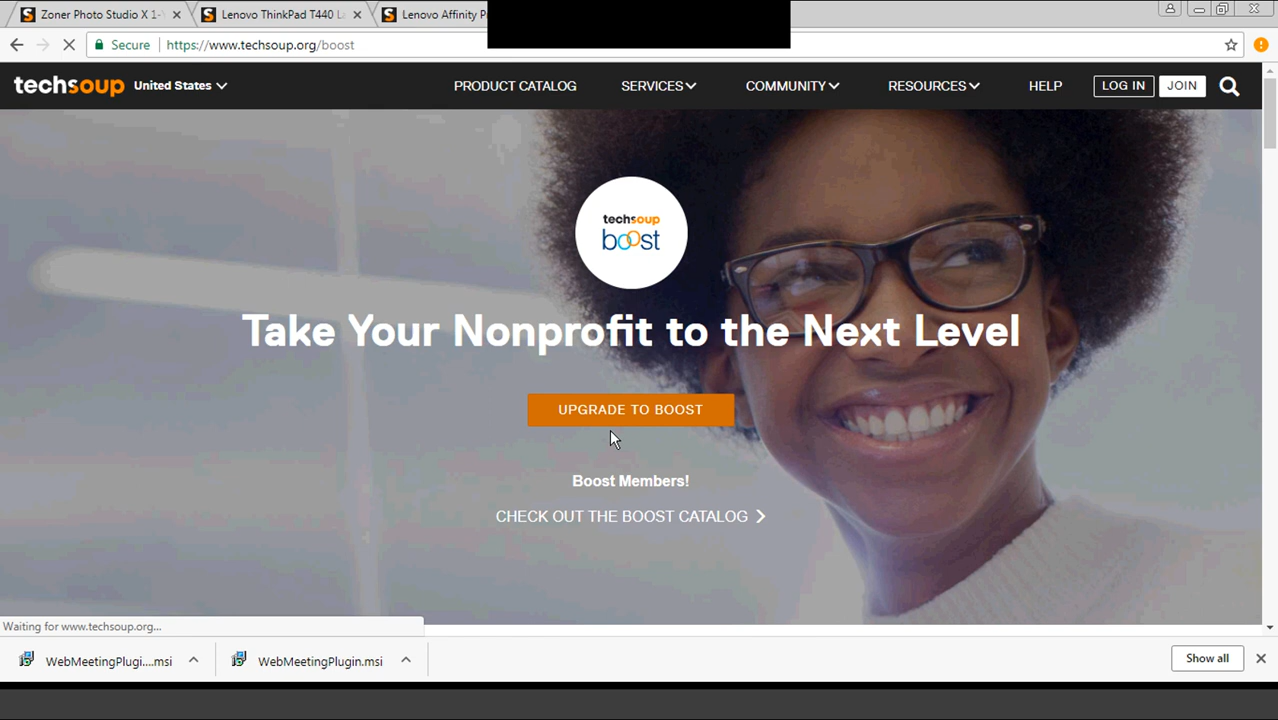 Zoner Photo Studio X 1-Y
Lenovo ThinkPad T440 La
Lenovo Affinity P
Secure https://www.techsoup.org/boost
techsoup United States PRODUCT CATALOG SERVICES COMMUNITY RESOURCES HELP LOG IN JOIN
techsoup
boost
Take Your Nonprofit to the Next Level
UPGRADE TO BOOST
Boost Members!
CHECK OUT THE BOOST CATALOG
Waiting for www.techsoup.org...
WebMeetingPlugi....msi WebMeetingPlugin.msi Show all